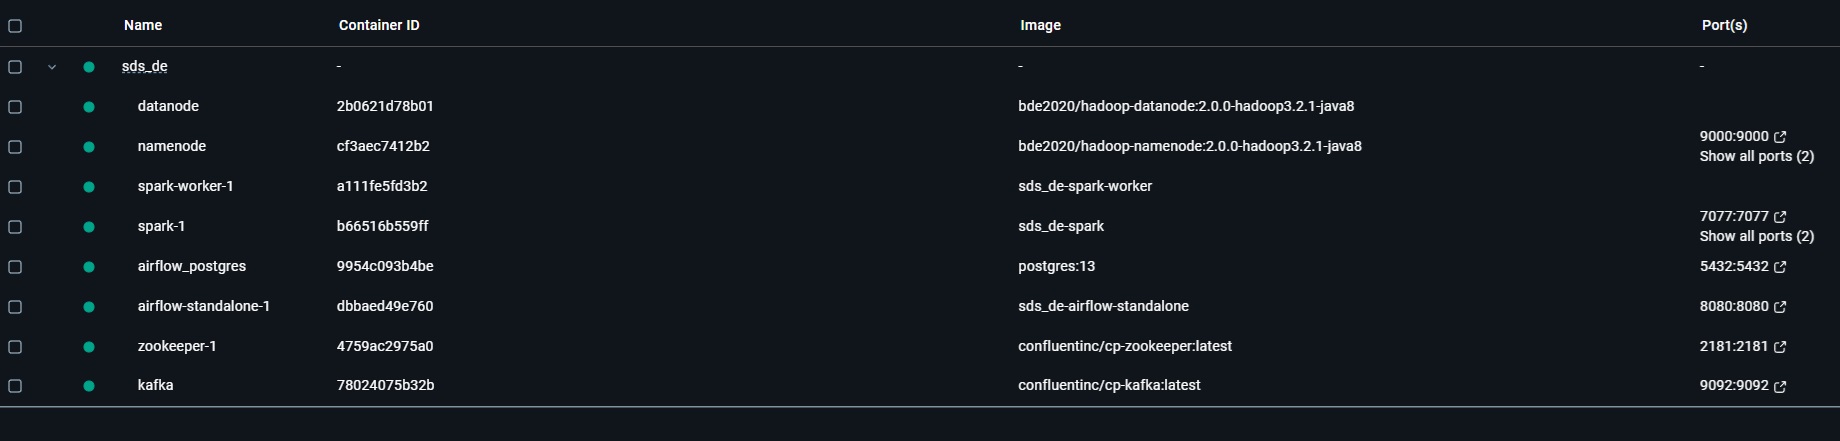 Name Container ID Image Port(s)
sds_de - - -
datanode 2b0621d78b01 bde2020/hadoop-datanode:2.0.0-hadoop3.2.1-java8
namenode cf3aec7412b2 bde2020/hadoop-namenode:2.0.0-hadoop3.2.1-java8 9000:9000
Show all ports (2)
spark-worker-1 a111fe5fd3b2 sds_de-spark-worker
spark-1 b66516b559ff sds_de-spark 7077:7077
Show all ports (2)
airflow_postgres 9954c093b4be postgres:13 5432:5432
airflow-standalone-1 dbbaed49e760 sds_de-airflow-standalone 8080:8080
zookeeper-1 4759ac2975a0 confluentinc/cp-zookeeper:latest 2181:2181
kafka 78024075b32b confluentinc/cp-kafka:latest 9092:9092